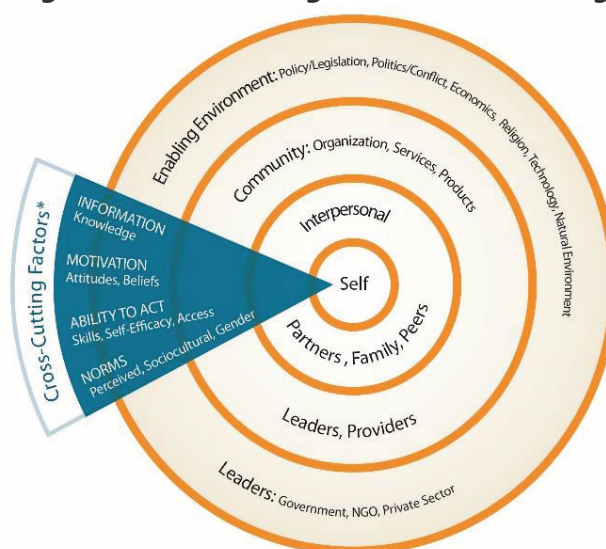 Enabling Environment: Policy/Legislation, Politics/Conflict, Economics, Religion, Technology, Natural Environment
Community: Organization, Services, Products
Interpersonal
Self
Partners, Family, Peers
Leaders, Providers
Leaders: Government, NGO, Private Sector
Cross-Cutting Factors*
INFORMATION
Knowledge
MOTIVATION
Attitudes, Beliefs
ABILITY TO ACT
Skills, Self-Efficacy, Access
NORMS
Perceived, Sociocultural, Gender